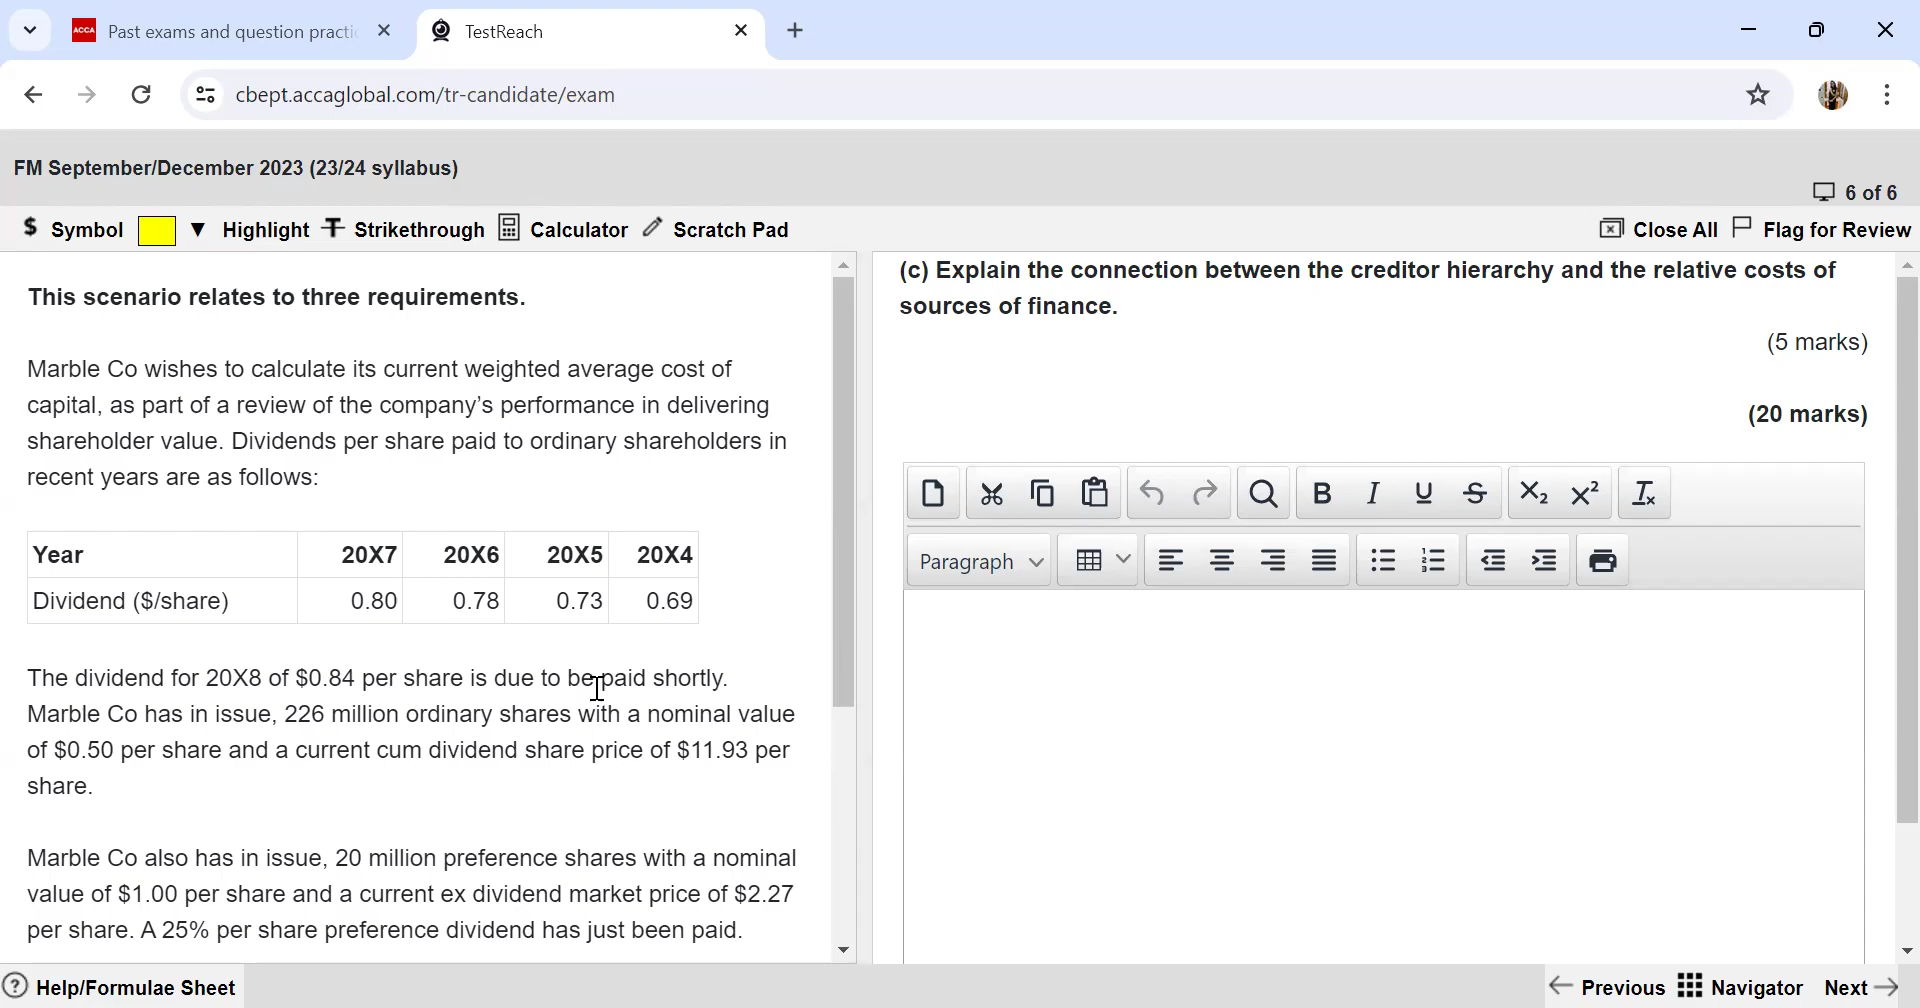 Past exams and question practi
TestReach
cbept.accaglobal.com/tr-candidate/exam
FM September/December 2023 (23/24 syllabus)
6 of 6
$ Symbol ▼ Highlight T Strikethrough Calculator Scratch Pad Close All Flag for Review
This scenario relates to three requirements.
Marble Co wishes to calculate its current weighted average cost of
capital, as part of a review of the company’s performance in delivering
shareholder value. Dividends per share paid to ordinary shareholders in
recent years are as follows:
Year 20X7 20X6 20X5 20X4
Dividend ($/share) 0.80 0.78 0.73 0.69
The dividend for 20X8 of $0.84 per share is due to be paid shortly.
Marble Co has in issue, 226 million ordinary shares with a nominal value
of $0.50 per share and a current cum dividend share price of $11.93 per
share.
Marble Co also has in issue, 20 million preference shares with a nominal
value of $1.00 per share and a current ex dividend market price of $2.27
per share. A 25% per share preference dividend has just been paid.
(c) Explain the connection between the creditor hierarchy and the relative costs of
sources of finance.
(5 marks)
(20 marks)
B I U S X₂ X² Tx
Paragraph
? Help/Formulae Sheet
Previous Navigator Next
ACCA